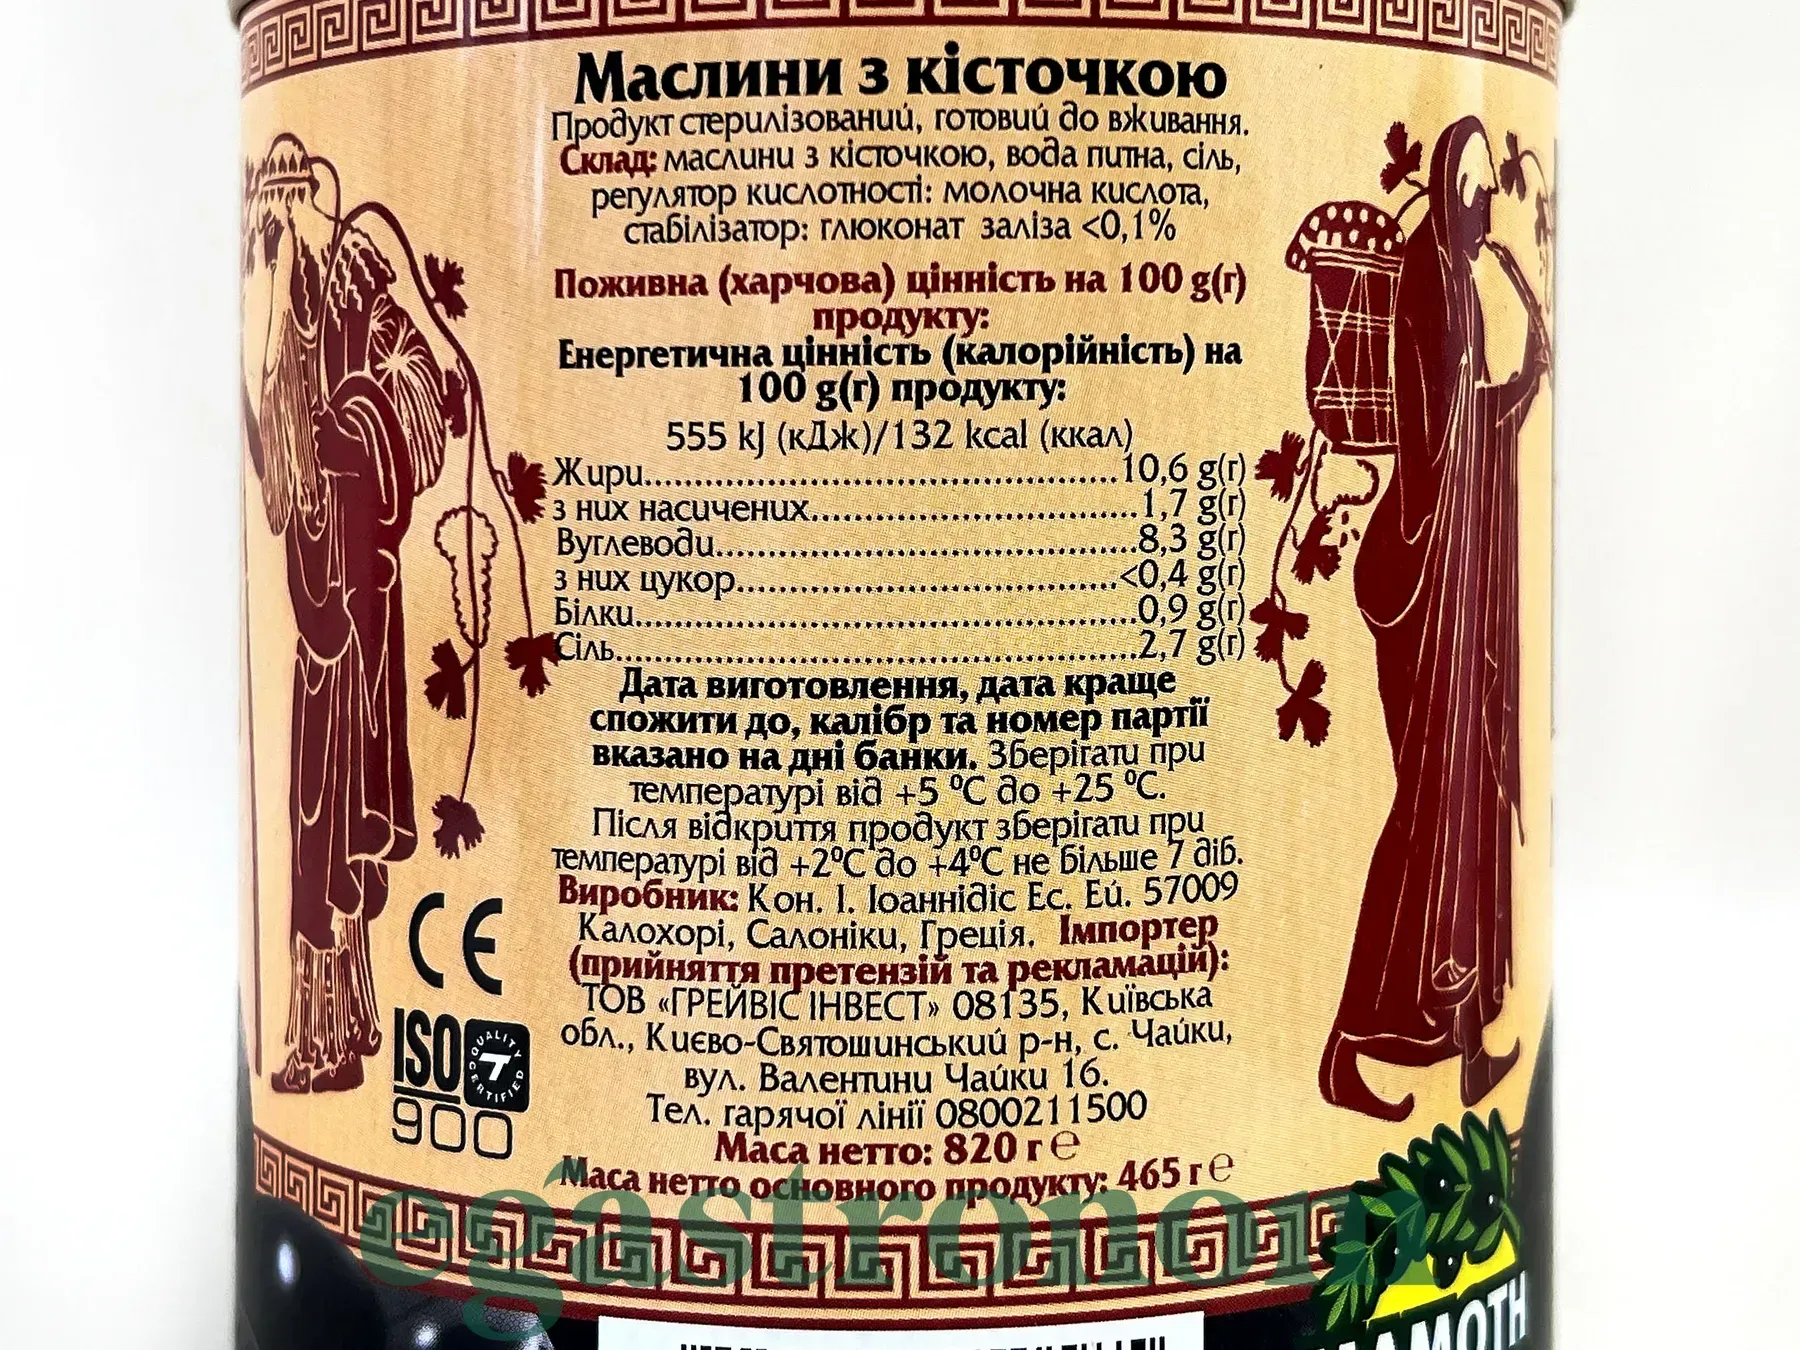 Маслини з кісточкою
Продукт стерилізований, готовий до вживання.
Склад: маслини з кісточкою, вода питна, сіль,
регулятор кислотності: молочна кислота,
стабілізатор: глюконат заліза <0,1%
Поживна (харчова) цінність на 100 g(г)
продукту:
Енергетична цінність (калорійність) на
100 g(г) продукту:
555 kJ (кДж)/132 kcal (ккал)
Жири..........................................10,6 g(г)
з них насичених.............................1,7 g(г)
Вуглеводи.....................................8,3 g(г)
з них цукор...................................<0,4 g(г)
Білки............................................0,9 g(г)
Сіль..............................................2,7 g(г)
Дата виготовлення, дата краще
спожити до, калібр та номер партії
вказано на дні банки. Зберігати при
температурі від +5 °C до +25 °C.
Після відкриття продукт зберігати при
температурі від +2°C до +4°C не більше 7 діб.
Виробник: Кон. І. Іоаннідіс Ес. Ей. 57009
Калохорі, Салоніки, Греція. Імпортер
(прийняття претензій та рекламацій):
ТОВ «ГРЕЙВІС ІНВЕСТ» 08135, Київська
обл., Києво-Святошинський р-н, с. Чайки,
вул. Валентини Чайки 16.
Тел. гарячої лінії 0800211500
Маса нетто: 820 г ℮
Маса нетто основного продукту: 465 г ℮
CE
ISO
QUALITY
7
CERTIFIED
900
egastronom